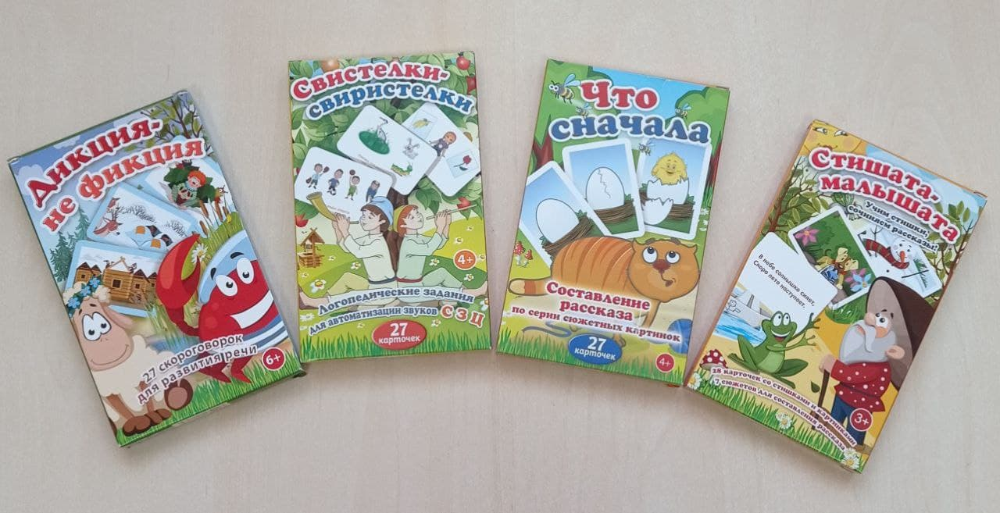 Дикция-
не фикция
27 скороговорок
для развития речи
6+
Свистелки-
свиристелки
4+
Логопедические задания
для автоматизации звуков С З Ц
27
карточек
Что
сначала
Составление
рассказа
по серии сюжетных картинок
27
карточек
4+
Стишата-
малышата
Учим стишки,
сочиняем рассказы!
В небе солнышко сияет,
Скоро лето наступает.
28 карточек со стишками и картинками
7 сюжетов для составления рассказа
3+